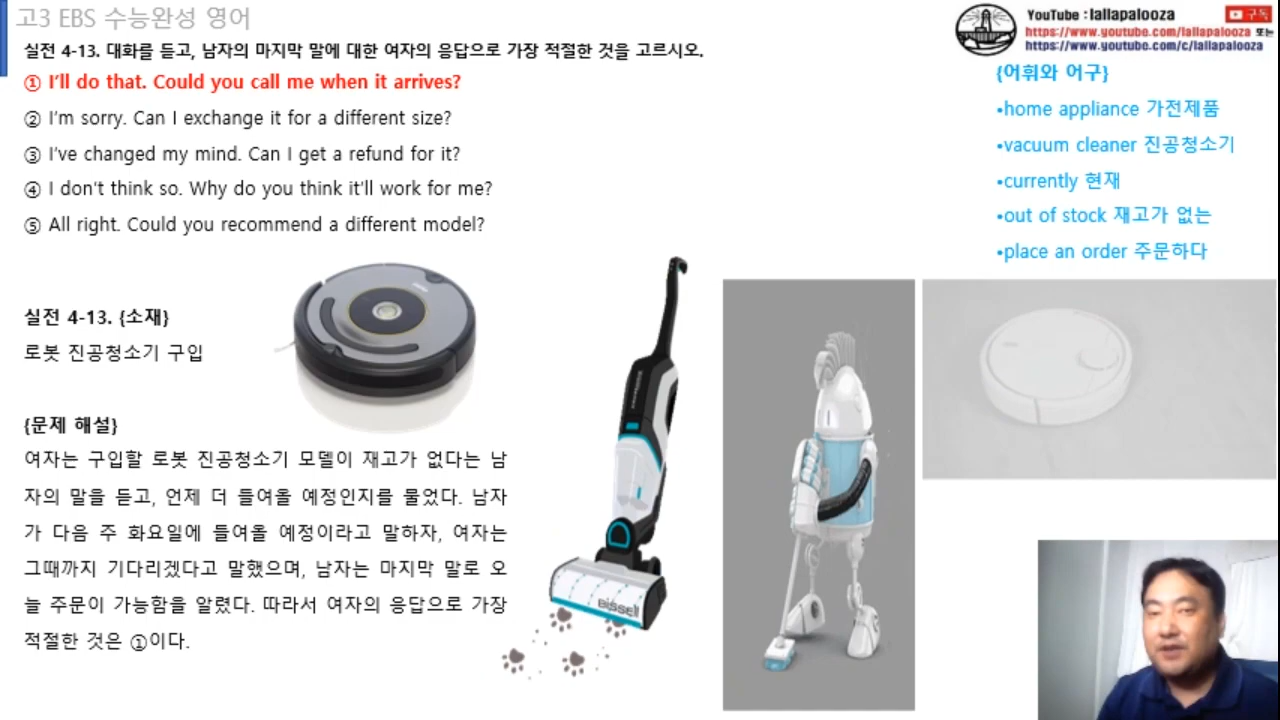 고3 EBS 수능완성 영어
YouTube : lallapalooza
구독
https://www.youtube.com/lallapalooza 또는
https://www.youtube.com/c/lallapalooza
실전 4-13. 대화를 듣고, 남자의 마지막 말에 대한 여자의 응답으로 가장 적절한 것을 고르시오.
① I'll do that. Could you call me when it arrives?
② I'm sorry. Can I exchange it for a different size?
③ I've changed my mind. Can I get a refund for it?
④ I don't think so. Why do you think it'll work for me?
⑤ All right. Could you recommend a different model?
{어휘와 어구}
•home appliance 가전제품
•vacuum cleaner 진공청소기
•currently 현재
•out of stock 재고가 없는
•place an order 주문하다
실전 4-13. {소재}
로봇 진공청소기 구입
{문제 해설}
여자는 구입할 로봇 진공청소기 모델이 재고가 없다는 남
자의 말을 듣고, 언제 더 들여올 예정인지를 물었다. 남자
가 다음 주 화요일에 들여올 예정이라고 말하자, 여자는
그때까지 기다리겠다고 말했으며, 남자는 마지막 말로 오
늘 주문이 가능함을 알렸다. 따라서 여자의 응답으로 가장
적절한 것은 ①이다.
BISSELL